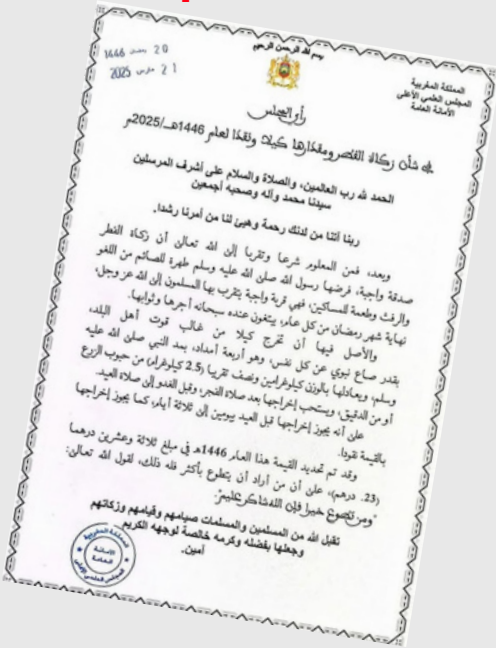 بسم الله الرحمن الرحيم
المملكة المغربية
المجلس العلمي الأعلى
الأمانة العامة
20 رمضان 1446
21 مارس 2025
رأي المجلس
في شأن زكاة الفطر ومقدارها كيلا ونقدا لعام 1446هـ/2025م
الحمد لله رب العالمين، والصلاة والسلام على أشرف المرسلين
سيدنا محمد وآله وصحبه أجمعين
ربنا آتنا من لدنك رحمة وهيئ لنا من أمرنا رشدا.
وبعد، فمن المعلوم شرعا وتقربا إلى الله تعالى أن زكاة الفطر
صدقة واجبة، فرضها رسول الله صلى الله عليه وسلم طهرة للصائم من اللغو
والرفث وطعمة للمساكين، فهي قربة واجبة يتقرب بها المسلمون إلى الله عز وجل،
نهاية شهر رمضان من كل عام، يبتغون عنده سبحانه أجرها وثوابها.
والأصل فيها أن تخرج كيلا من غالب قوت أهل البلد،
بقدر صاع نبوي عن كل نفس، وهو أربعة أمداد، بمد النبي صلى الله عليه
وسلم، ويعادلها بالوزن كيلوغرامين ونصف تقريبا (2.5 كيلوغرام) من حبوب الزرع
أو من الدقيق، ويستحب إخراجها بعد صلاة الفجر، وقبل الغدو إلى صلاة العيد.
على أنه يجوز إخراجها قبل العيد بيومين إلى ثلاثة أيام، كما يجوز إخراجها
بالقيمة نقودا.
وقد تم تحديد القيمة هذا العام 1446هـ في مبلغ ثلاثة وعشرين درهما
(23. درهم)، على أن من أراد أن يتطوع بأكثر فله ذلك، لقول الله تعالى:
"ومن تطوع خيرا فإن الله شاكر عليم".
تقبل الله من المسلمين والمسلمات صيامهم وقيامهم وزكاتهم
وجعلها بفضله وكرمه خالصة لوجهه الكريم
آمين.
المملكة المغربية
الأمانة
العامة
المجلس العلمي الأعلى